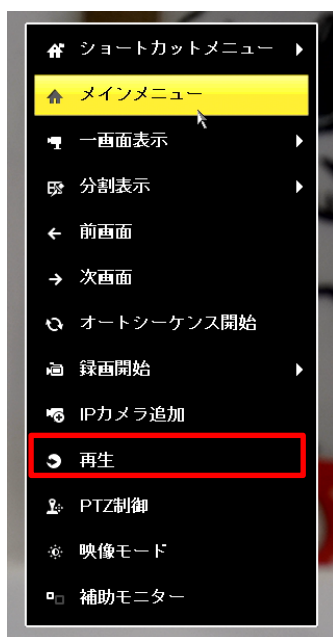 ショートカットメニュー
メインメニュー
一画面表示
分割表示
前画面
次画面
オートシーケンス開始
録画開始
IPカメラ追加
再生
PTZ制御
映像モード
補助モニター